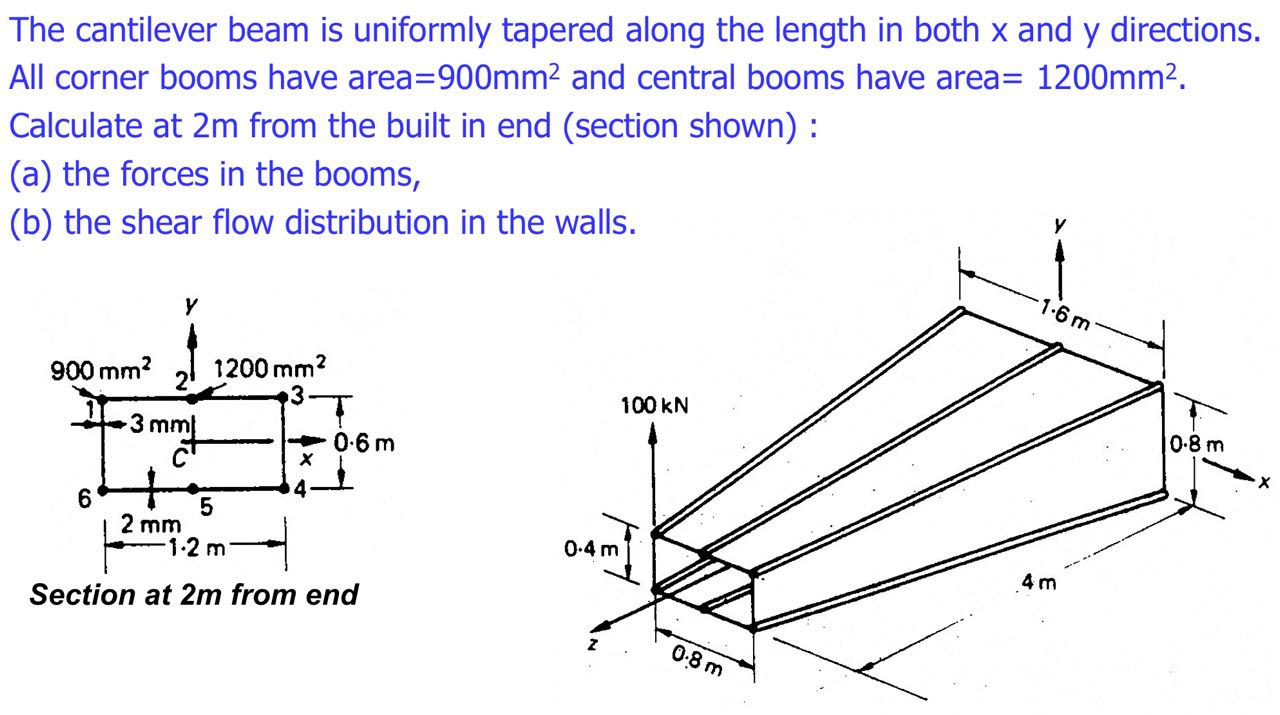 The cantilever beam is uniformly tapered along the length in both x and y directions.
All corner booms have area=900mm² and central booms have area= 1200mm².
Calculate at 2m from the built in end (section shown) :
(a) the forces in the booms,
(b) the shear flow distribution in the walls.
y
1·6 m
y
900 mm² 2 1200 mm²
1 3
3 mm
100 kN
0·6 m
C x
0·8 m
x
6 4
5
2 mm
1·2 m
0·4 m
4 m
Section at 2m from end
z
0·8 m